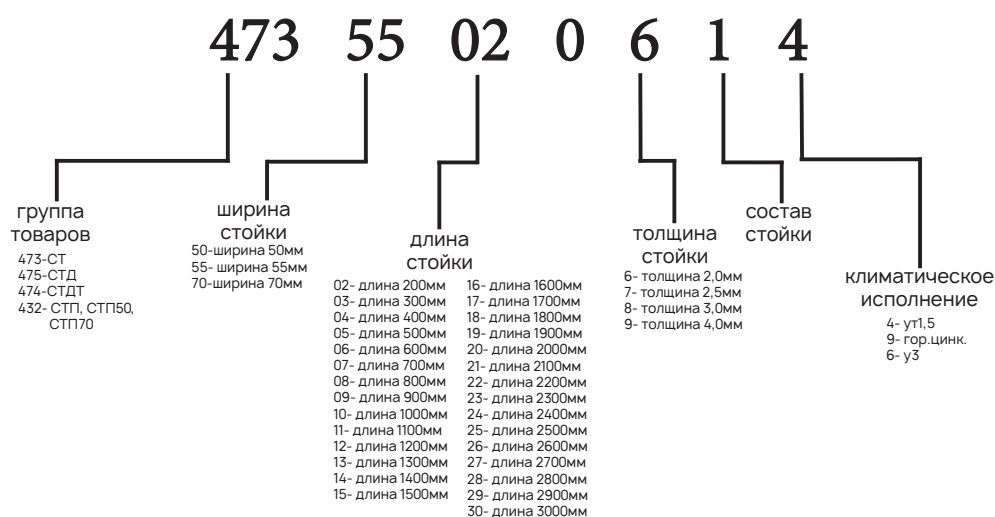 473 55 02 0 6 1 4
группа
товаров
473-СТ
475-СТД
474-СТДТ
432- СТП, СТП50,
СТП70
ширина
стойки
50-ширина 50мм
55- ширина 55мм
70-ширина 70мм
длина
стойки
02- длина 200мм
03- длина 300мм
04- длина 400мм
05- длина 500мм
06- длина 600мм
07- длина 700мм
08- длина 800мм
09- длина 900мм
10- длина 1000мм
11- длина 1100мм
12- длина 1200мм
13- длина 1300мм
14- длина 1400мм
15- длина 1500мм
16- длина 1600мм
17- длина 1700мм
18- длина 1800мм
19- длина 1900мм
20- длина 2000мм
21- длина 2100мм
22- длина 2200мм
23- длина 2300мм
24- длина 2400мм
25- длина 2500мм
26- длина 2600мм
27- длина 2700мм
28- длина 2800мм
29- длина 2900мм
30- длина 3000мм
толщина
стойки
6- толщина 2,0мм
7- толщина 2,5мм
8- толщина 3,0мм
9- толщина 4,0мм
состав
стойки
климатическое
исполнение
4- ут1,5
9- гор.цинк.
6- у3